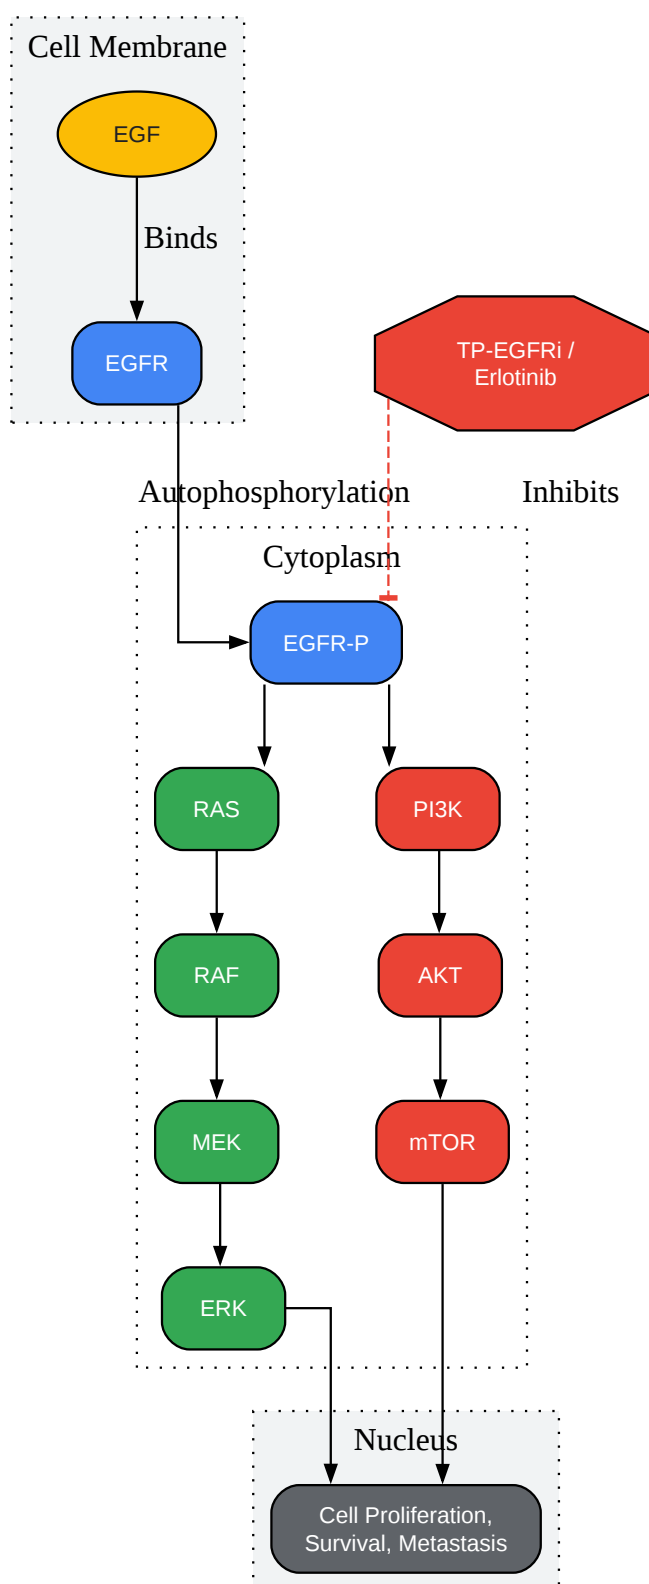 Cell Membrane
EGF
Binds
EGFR
TP-EGFRi /
Erlotinib
Autophosphorylation
Inhibits
Cytoplasm
EGFR-P
RAS
PI3K
RAF
AKT
MEK
mTOR
ERK
Nucleus
Cell Proliferation,
Survival, Metastasis